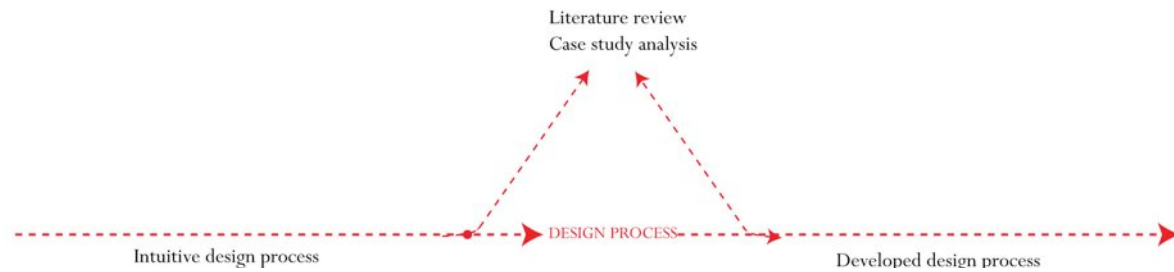 Literature review
Case study analysis
DESIGN PROCESS
Intuitive design process
Developed design process